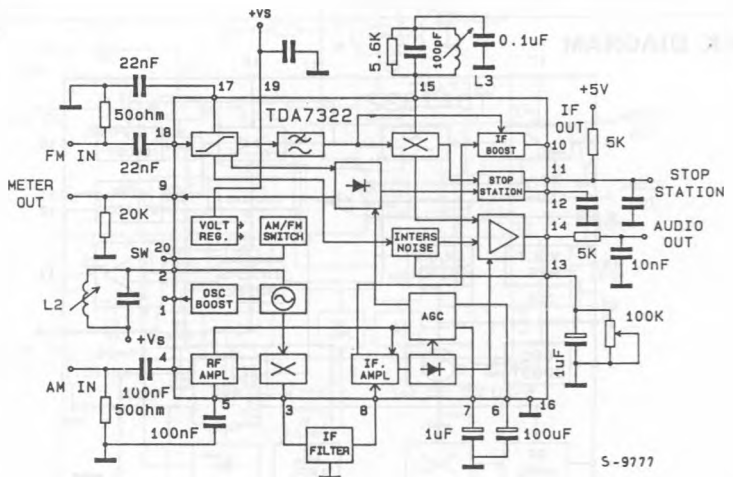 +Vs
22nF
17
19
5.6K
100pF
0.1uF
L3
15
TDA7322
50ohm
18
FM IN
22nF
IF
OUT
+5V
IF
BOOST
10
5K
METER
OUT
9
20K
STOP
STATION
11
STOP
STATION
12
VOLT
REG.
AM/FM
SWITCH
INTERS
NOISE
14
AUDIO
OUT
SW
20
5K
10nF
2
13
OSC
BOOST
1
L2
AGC
100K
+Vs
4
1uF
AM IN
100nF
RF
AMPL
IF.
AMPL
50ohm
5
3
8
7
6
16
100nF
IF
FILTER
1uF
100uF
S-9777